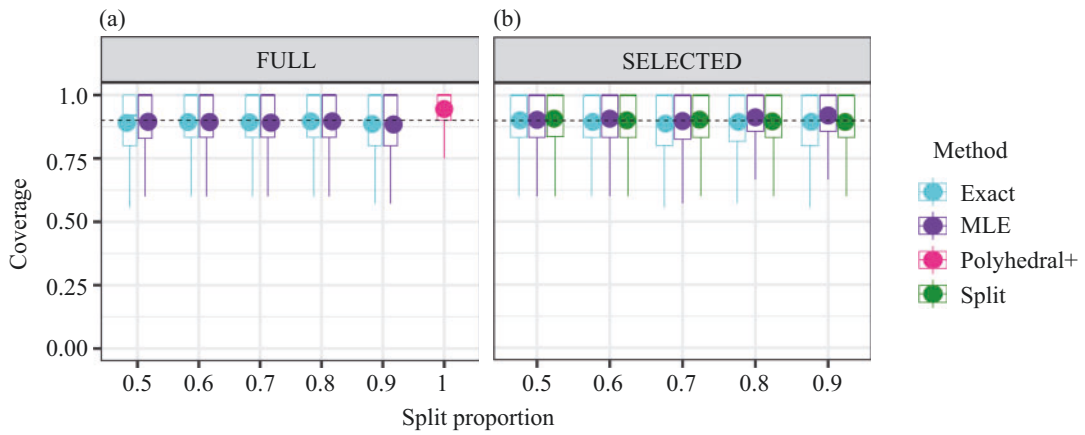 (a)
(b)
FULL
SELECTED
1.0
0.75
0.50
0.25
0.00
Coverage
0.5 0.6 0.7 0.8 0.9 1
0.5 0.6 0.7 0.8 0.9
Split proportion
Method
Exact
MLE
Polyhedral+
Split